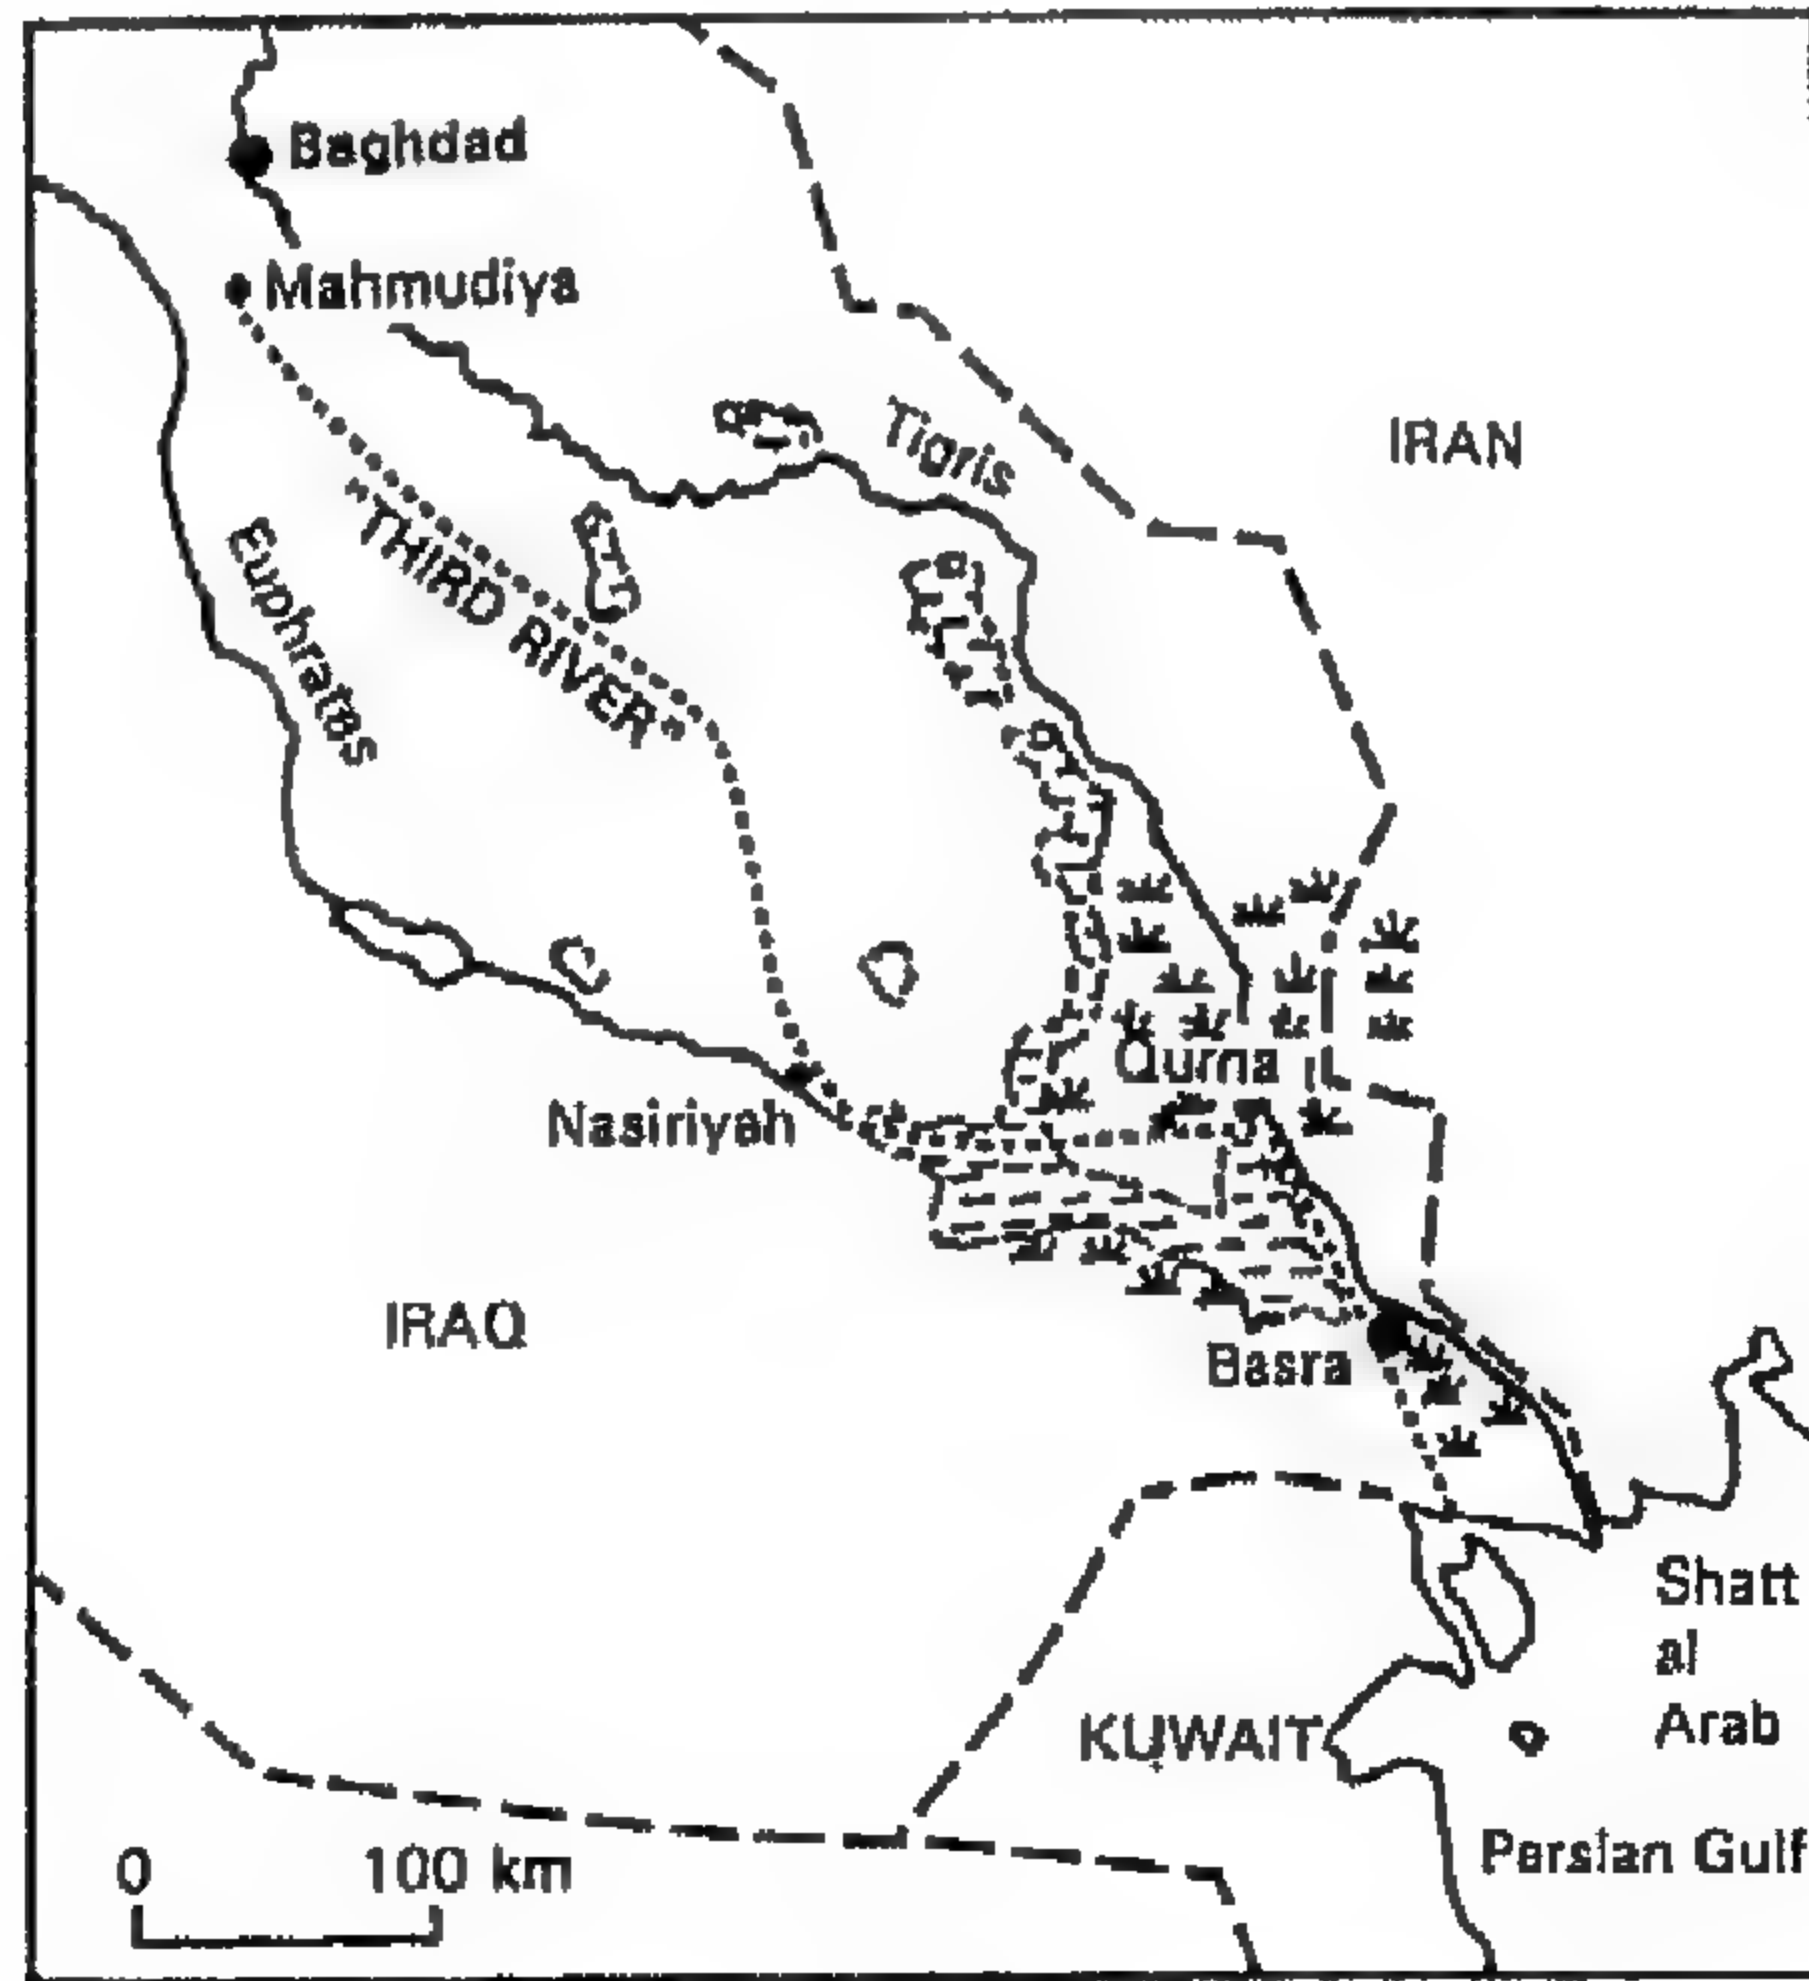 Baghdad
Mahmudiya
Tigris
IRAN
"THIRD RIVER"
Euphrates
Qurna
Nasiriyah
IRAQ
Basra
Shatt
al
Arab
KUWAIT
Persian Gulf
0 100 km